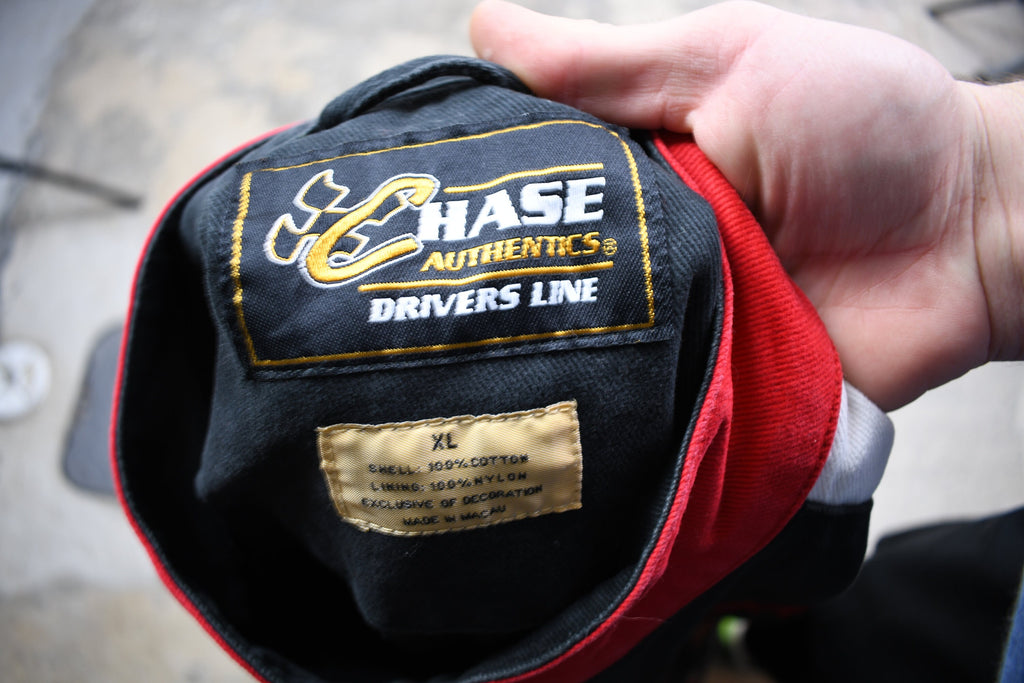 CHASE
AUTHENTICS®
DRIVERS LINE
XL
SHELL: 100% COTTON
LINING: 100% NYLON
EXCLUSIVE OF DECORATION
MADE IN MACAU